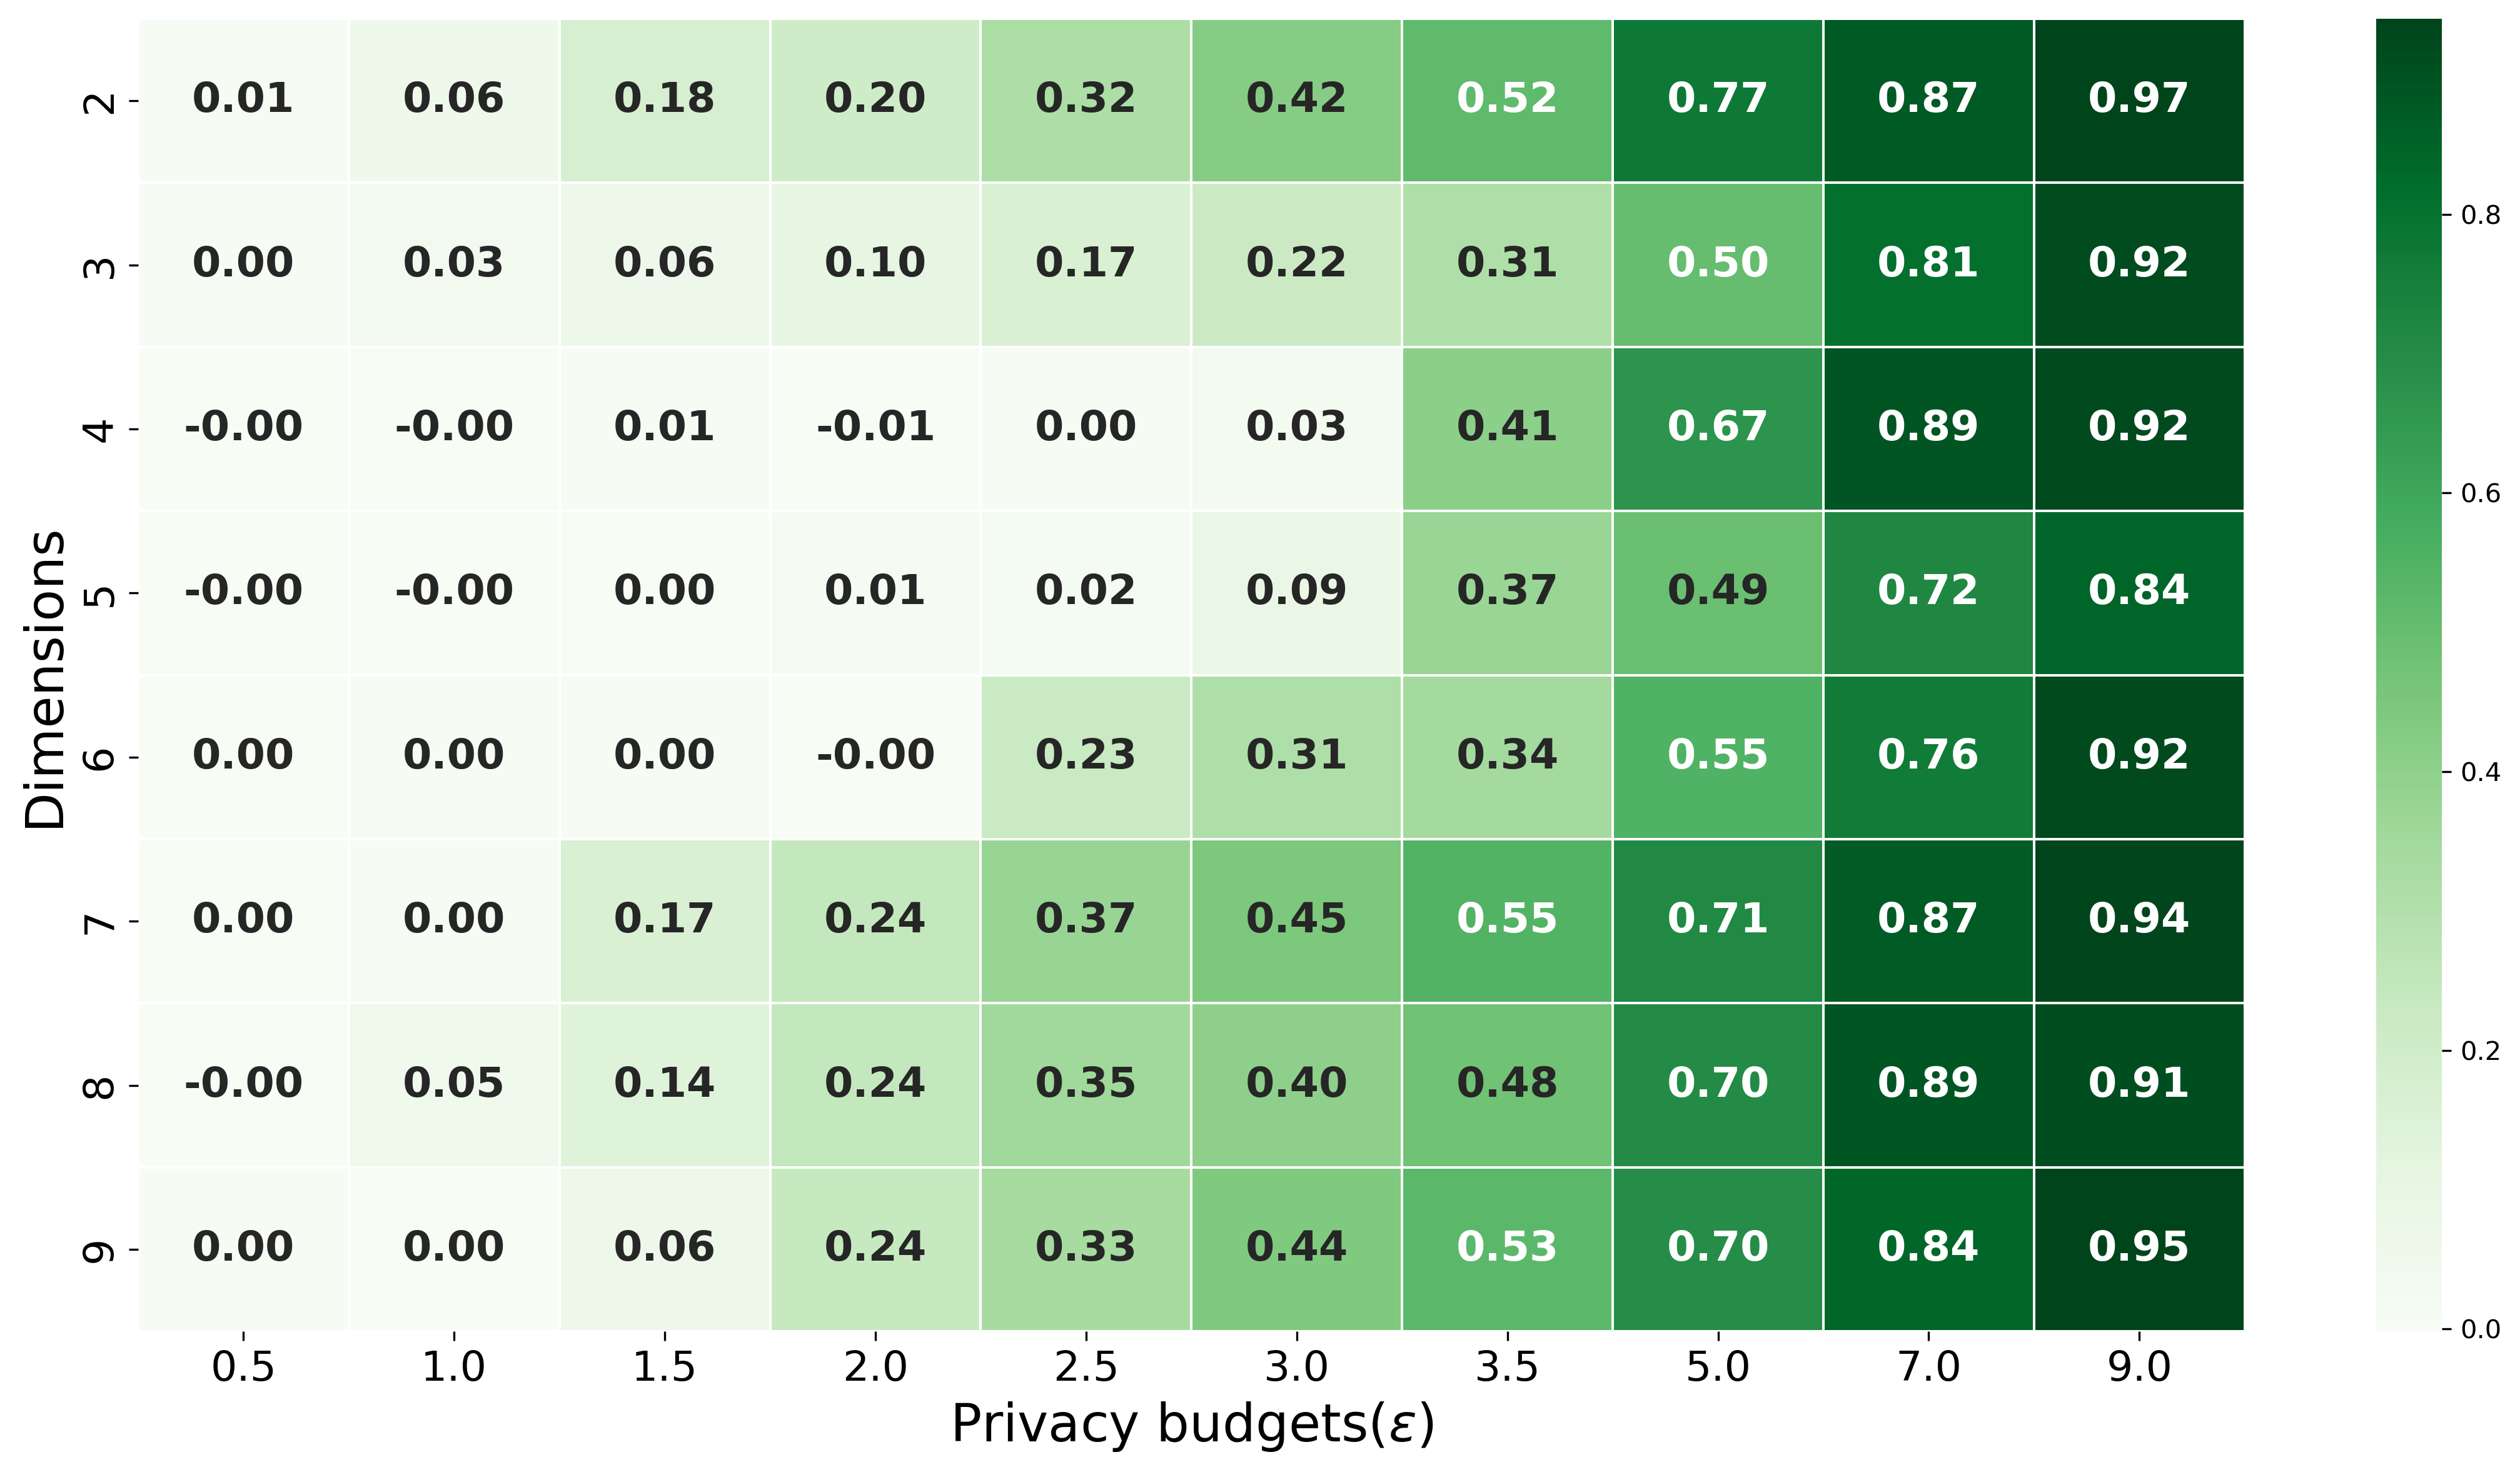 2 0.01 0.06 0.18 0.20 0.32 0.42 0.52 0.77 0.87 0.97
0.8
3 0.00 0.03 0.06 0.10 0.17 0.22 0.31 0.50 0.81 0.92
4 -0.00 -0.00 0.01 -0.01 0.00 0.03 0.41 0.67 0.89 0.92
0.6
5 -0.00 -0.00 0.00 0.01 0.02 0.09 0.37 0.49 0.72 0.84
Dimensions
6 0.00 0.00 0.00 -0.00 0.23 0.31 0.34 0.55 0.76 0.92
0.4
7 0.00 0.00 0.17 0.24 0.37 0.45 0.55 0.71 0.87 0.94
0.2
8 -0.00 0.05 0.14 0.24 0.35 0.40 0.48 0.70 0.89 0.91
9 0.00 0.00 0.06 0.24 0.33 0.44 0.53 0.70 0.84 0.95
0.0
0.5 1.0 1.5 2.0 2.5 3.0 3.5 5.0 7.0 9.0
Privacy budgets(ε)